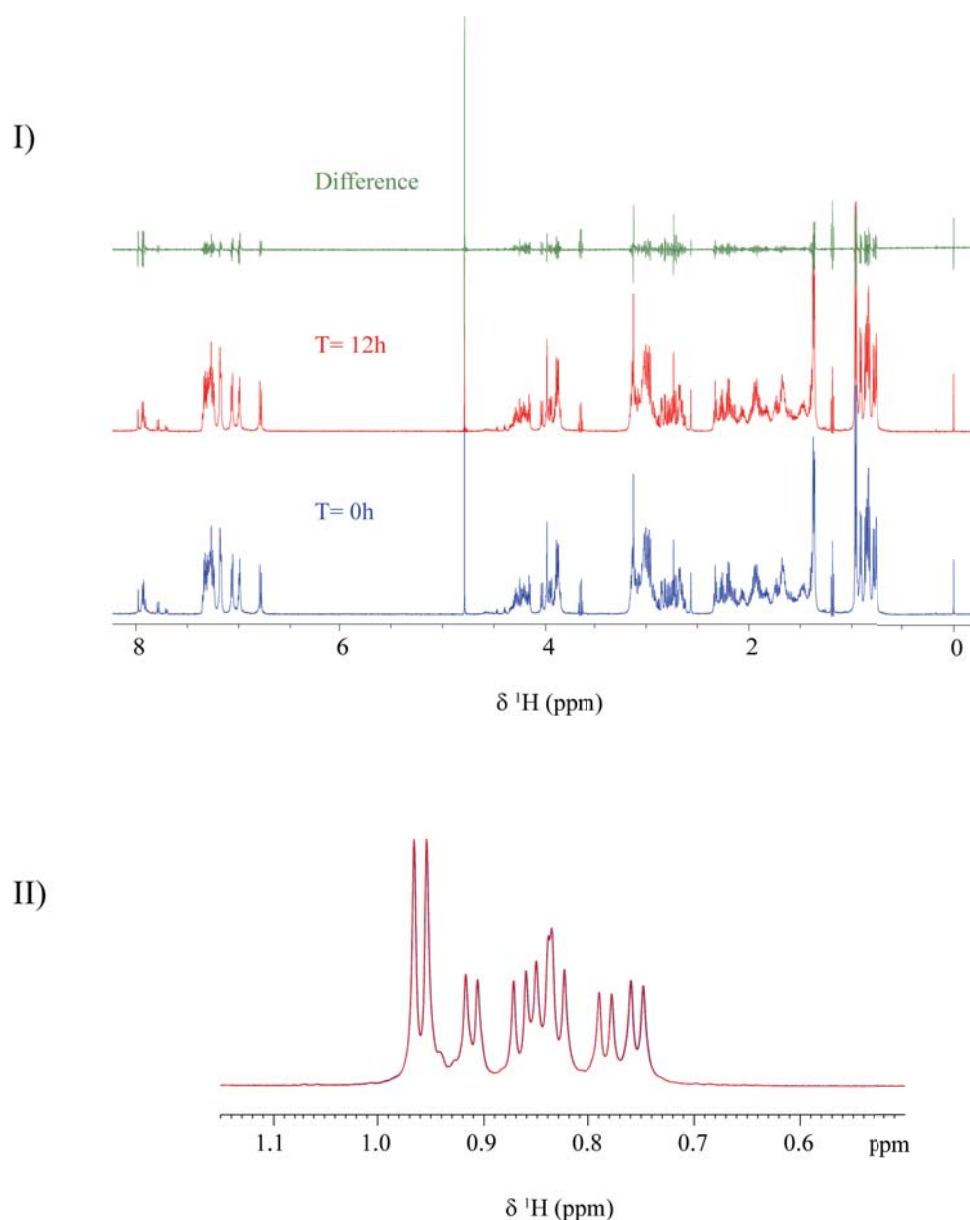 I)
Difference
T= 12h
T= 0h
8 6 4 2 0
δ ¹H (ppm)
II)
1.1 1.0 0.9 0.8 0.7 0.6 ppm
δ ¹H (ppm)